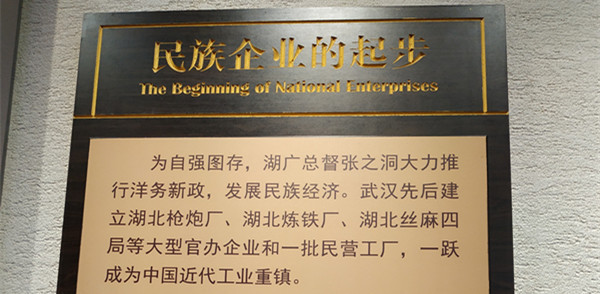 民族企业的起步
The Beginning of National Enterprises
为自强图存，湖广总督张之洞大力推
行洋务新政，发展民族经济。武汉先后建
立湖北枪炮厂、湖北炼铁厂、湖北丝麻四
局等大型官办企业和一批民营工厂，一跃
成为中国近代工业重镇。